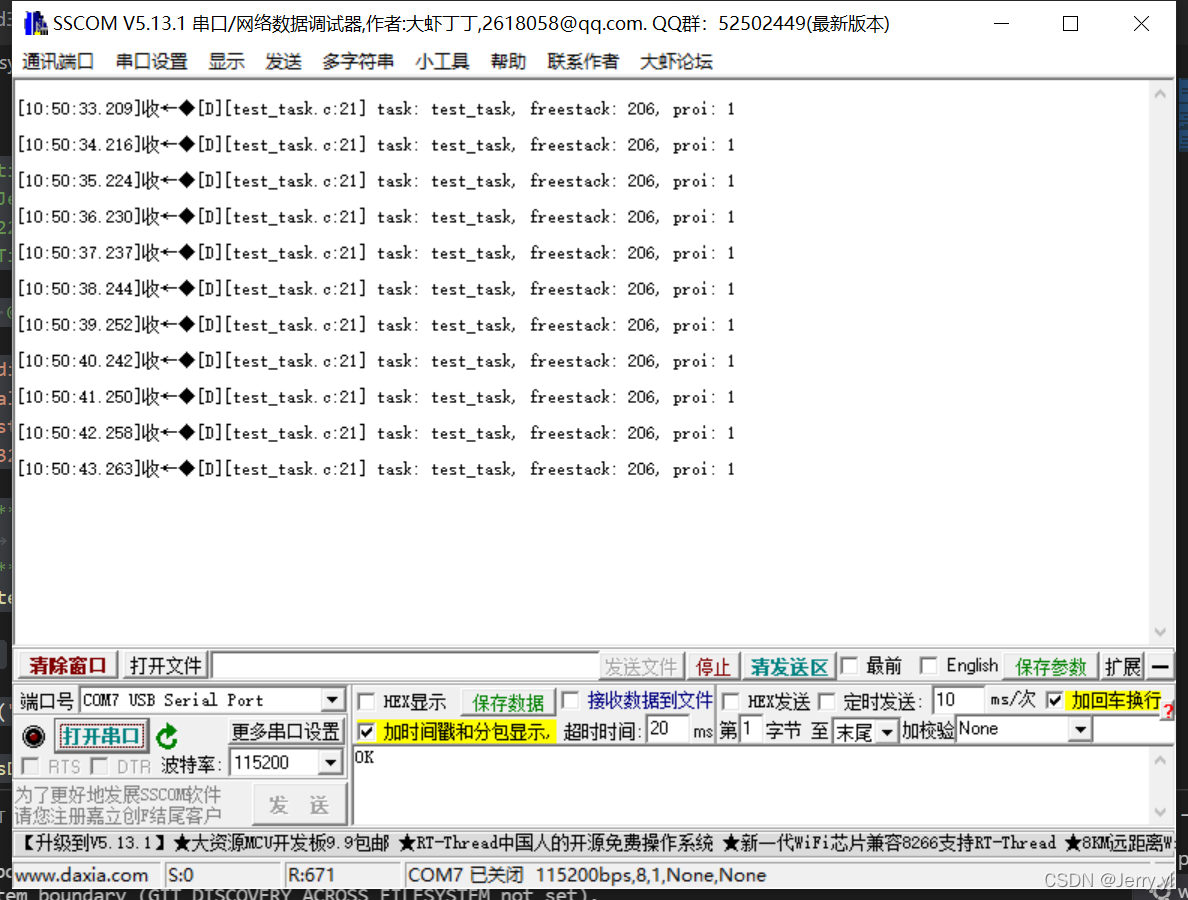 SSCOM V5.13.1 串口/网络数据调试器,作者:大虾丁丁,2618058@qq.com. QQ群：52502449(最新版本)
通讯端口 串口设置 显示 发送 多字符串 小工具 帮助 联系作者 大虾论坛
[10:50:33.209]收←◆[D][test_task.c:21] task: test_task, freestack: 206, proi: 1
[10:50:34.216]收←◆[D][test_task.c:21] task: test_task, freestack: 206, proi: 1
[10:50:35.224]收←◆[D][test_task.c:21] task: test_task, freestack: 206, proi: 1
[10:50:36.230]收←◆[D][test_task.c:21] task: test_task, freestack: 206, proi: 1
[10:50:37.237]收←◆[D][test_task.c:21] task: test_task, freestack: 206, proi: 1
[10:50:38.244]收←◆[D][test_task.c:21] task: test_task, freestack: 206, proi: 1
[10:50:39.252]收←◆[D][test_task.c:21] task: test_task, freestack: 206, proi: 1
[10:50:40.242]收←◆[D][test_task.c:21] task: test_task, freestack: 206, proi: 1
[10:50:41.250]收←◆[D][test_task.c:21] task: test_task, freestack: 206, proi: 1
[10:50:42.258]收←◆[D][test_task.c:21] task: test_task, freestack: 206, proi: 1
[10:50:43.263]收←◆[D][test_task.c:21] task: test_task, freestack: 206, proi: 1
清除窗口 打开文件 发送文件 停止 清发送区 最前 English 保存参数 扩展 —
端口号 COM7 USB Serial Port HEX显示 保存数据 接收数据到文件 HEX发送 定时发送: 10 ms/次 加回车换行
打开串口 更多串口设置 加时间戳和分包显示, 超时时间: 20 ms 第 1 字节 至 末尾 加校验 None
RTS DTR 波特率: 115200
OK
为了更好地发展SSCOM软件
请您注册嘉立创F结尾客户
发 送
【升级到V5.13.1】★大资源MCU开发板9.9包邮 ★RT-Thread中国人的开源免费操作系统 ★新一代WiFi芯片兼容8266支持RT-Thread ★8KM远距离W
www.daxia.com S:0 R:671 COM7 已关闭 115200bps,8,1,None,None
tem boundary (GIT_DISCOVERY_ACROSS_FILESYSTEM not set).
CSDN @Jerry.yl